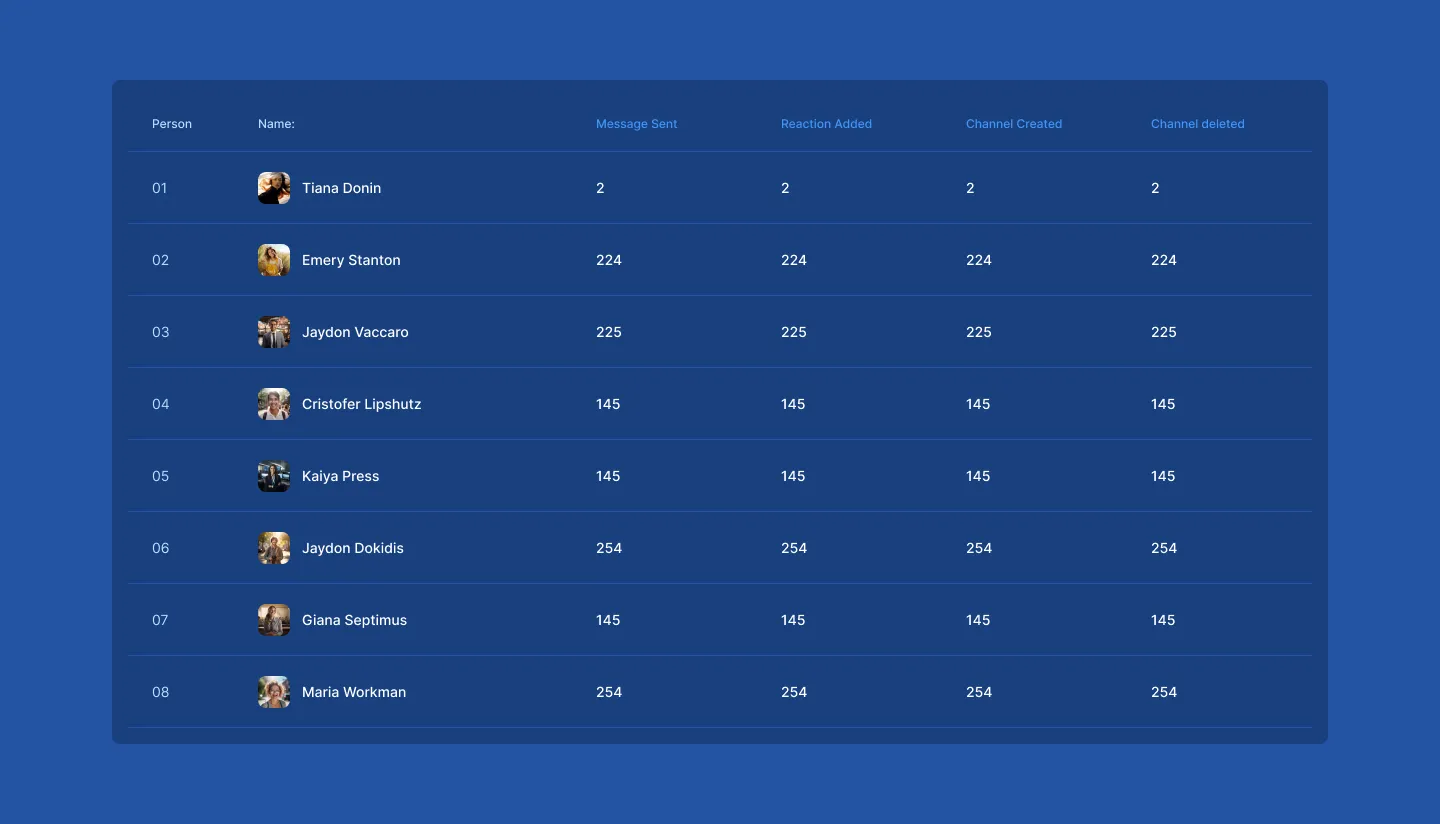 Person Name: Message Sent Reaction Added Channel Created Channel deleted
01 Tiana Donin 2 2 2 2
02 Emery Stanton 224 224 224 224
03 Jaydon Vaccaro 225 225 225 225
04 Cristofer Lipshutz 145 145 145 145
05 Kaiya Press 145 145 145 145
06 Jaydon Dokidis 254 254 254 254
07 Giana Septimus 145 145 145 145
08 Maria Workman 254 254 254 254